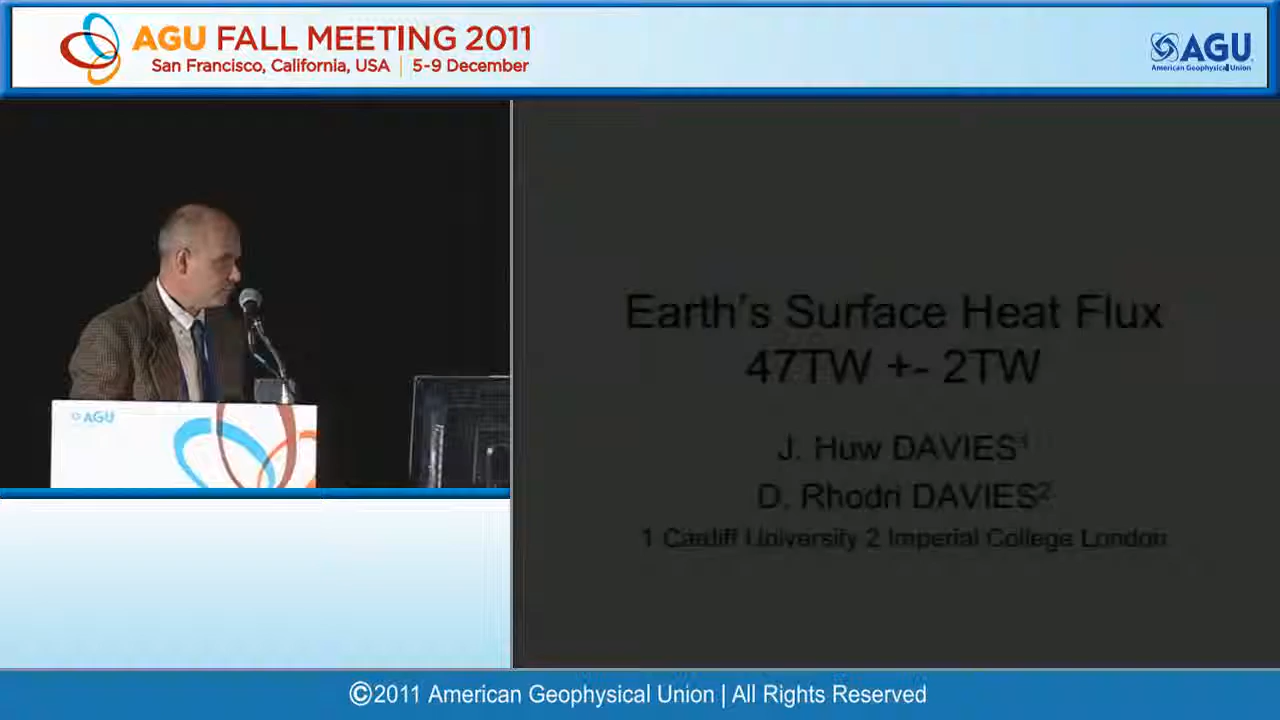 AGU FALL MEETING 2011
San Francisco, California, USA | 5-9 December
AGU
American Geophysical Union
Earth's Surface Heat Flux
47TW +- 2TW
J. Huw DAVIES1
D. Rhodri DAVIES2
1 Cardiff University 2 Imperial College London
AGU
©2011 American Geophysical Union | All Rights Reserved